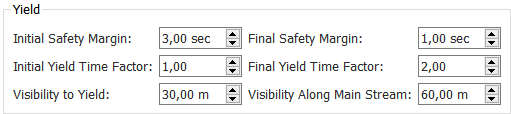 Yield
Initial Safety Margin: 3,00 sec Final Safety Margin: 1,00 sec
Initial Yield Time Factor: 1,00 Final Yield Time Factor: 2,00
Visibility to Yield: 30,00 m Visibility Along Main Stream: 60,00 m